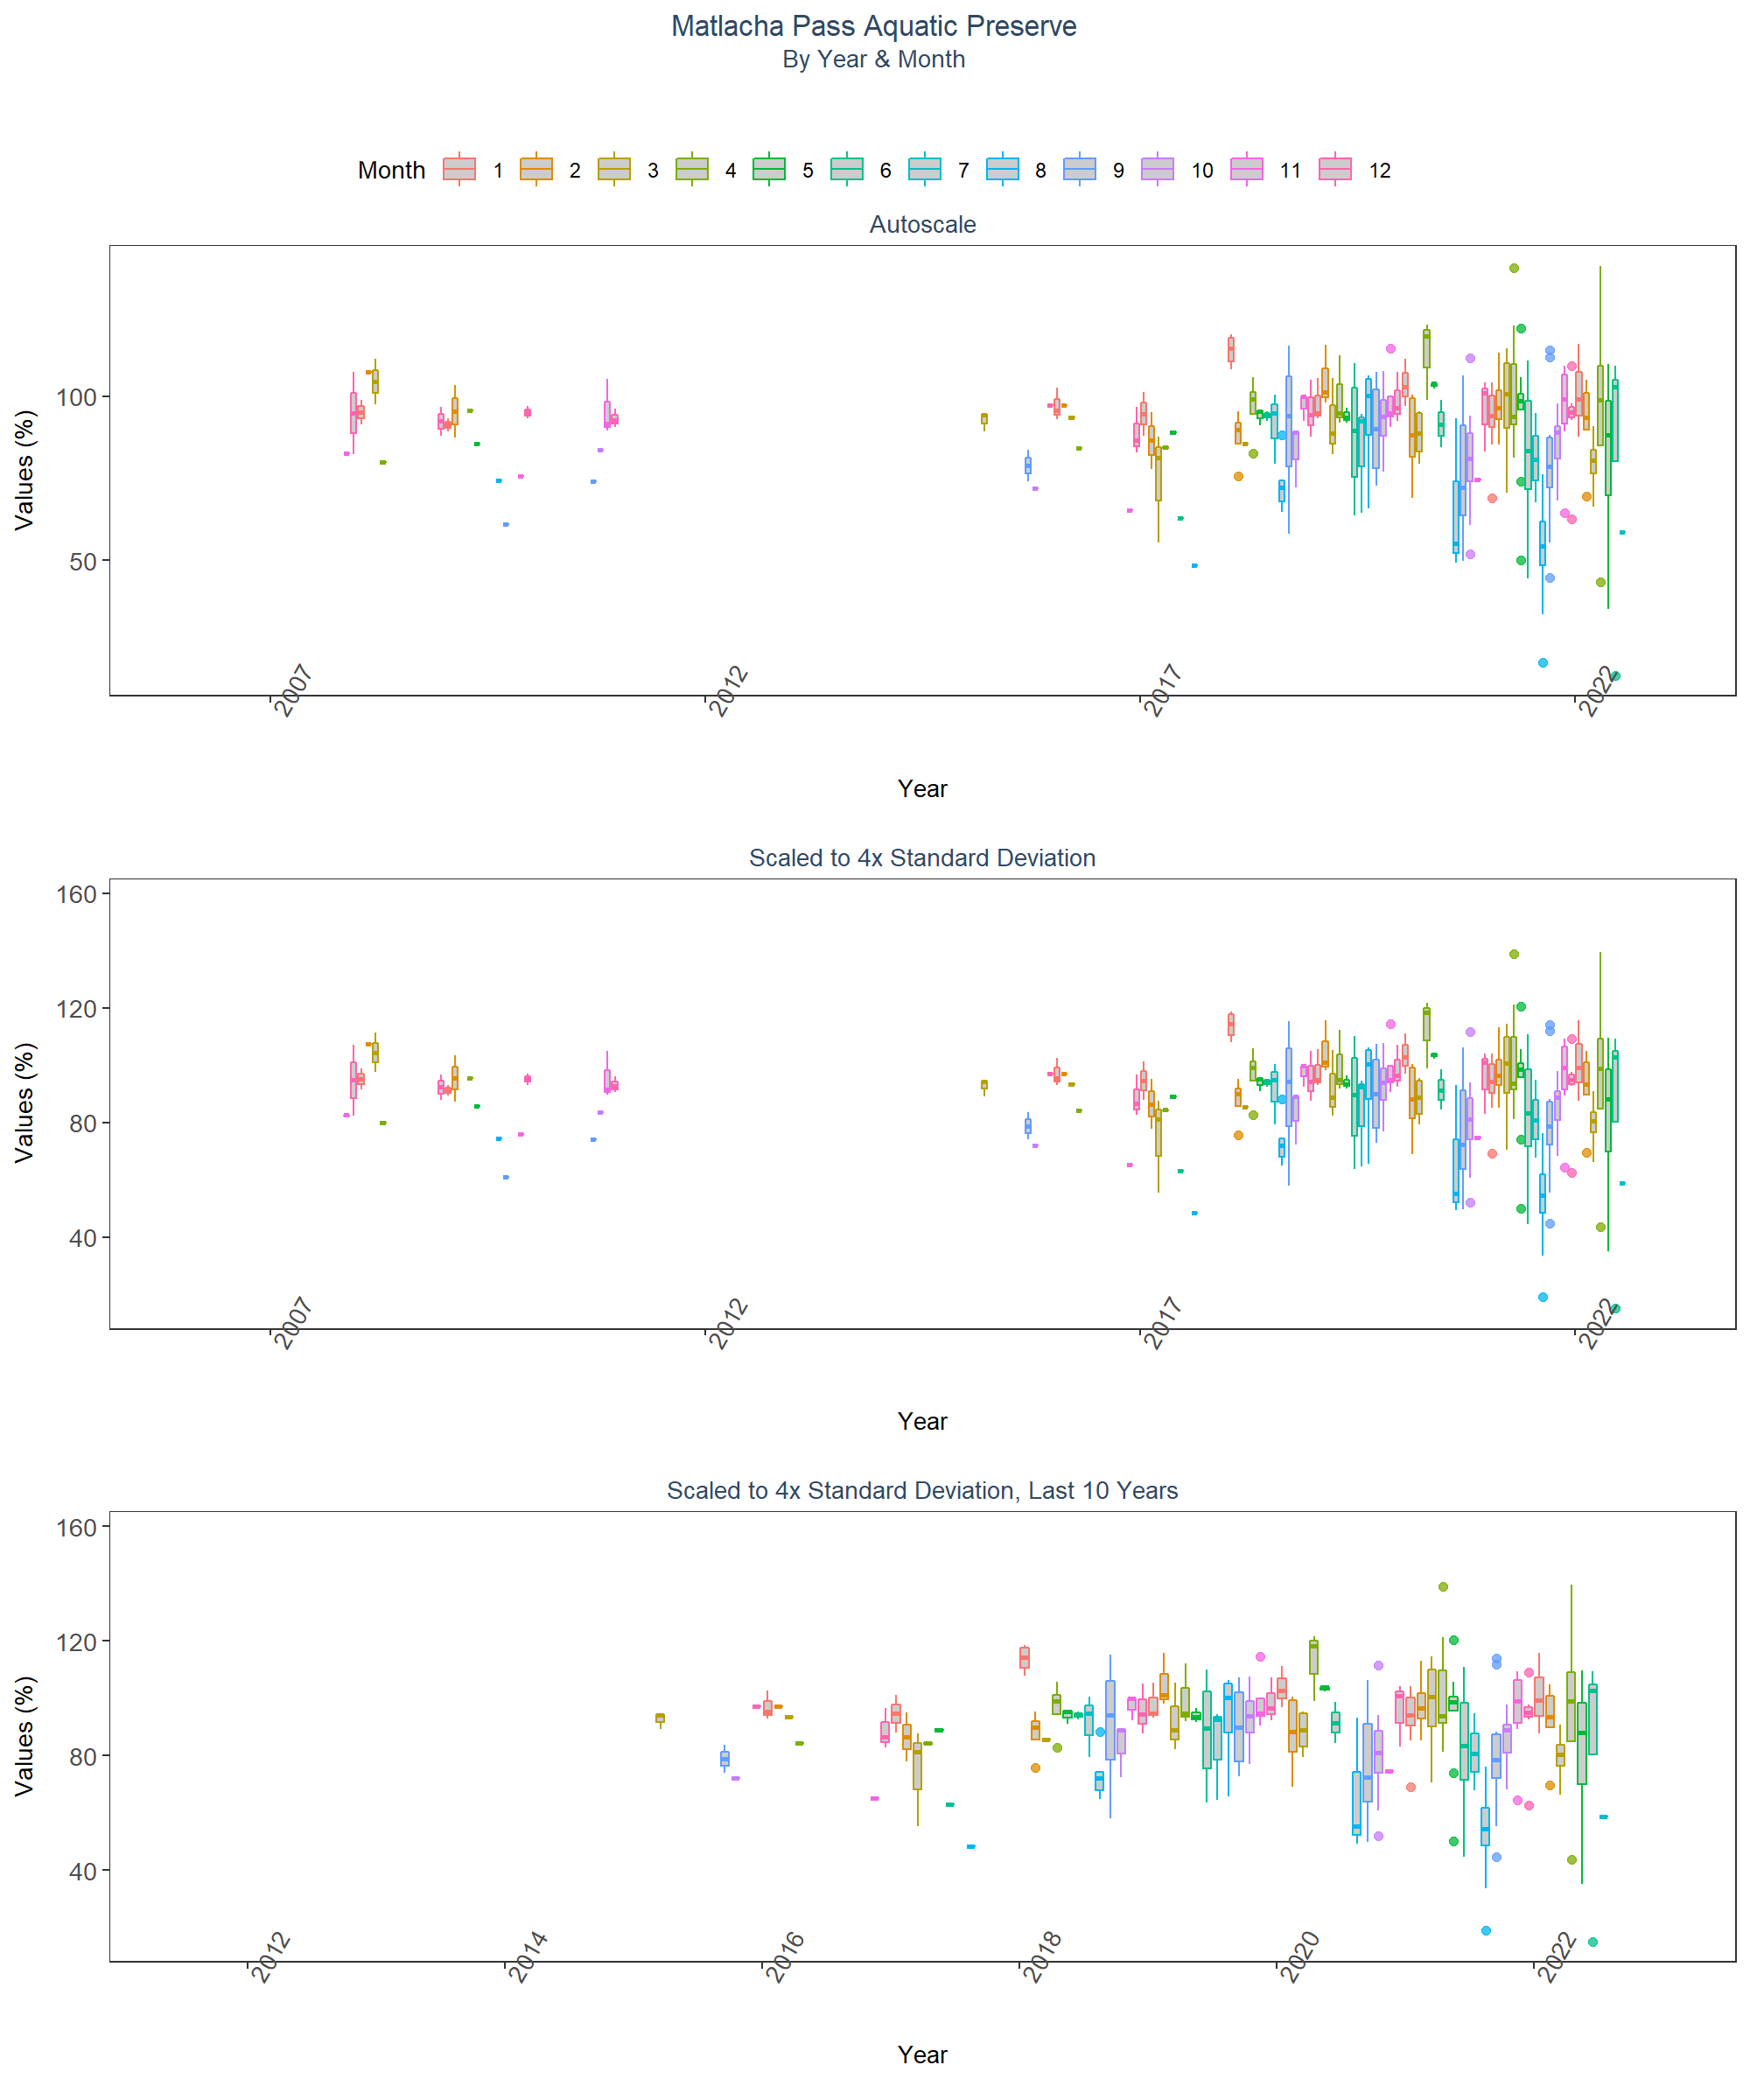 Matlacha Pass Aquatic Preserve
By Year & Month
Month 1 2 3 4 5 6 7 8 9 10 11 12
Autoscale
Values (%)
100
50
2007 2012 2017 2022
Year
Scaled to 4x Standard Deviation
Values (%)
160
120
80
40
2007 2012 2017 2022
Year
Scaled to 4x Standard Deviation, Last 10 Years
Values (%)
160
120
80
40
2012 2014 2016 2018 2020 2022
Year